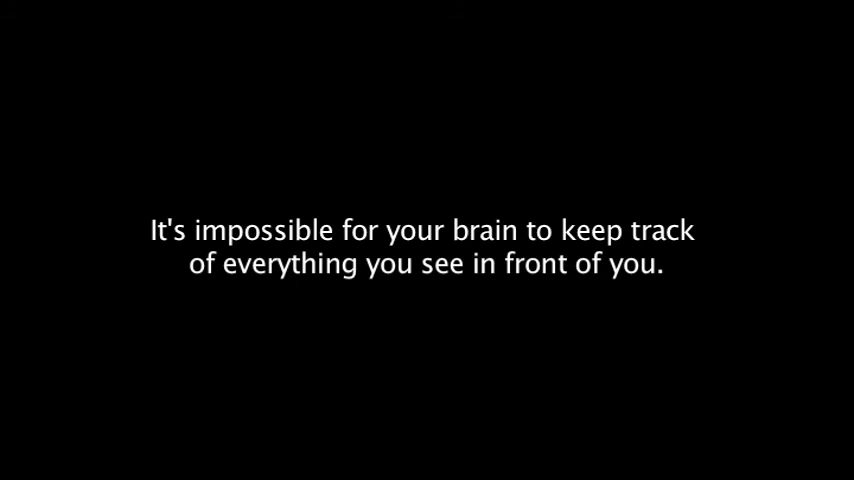 It's impossible for your brain to keep track
of everything you see in front of you.